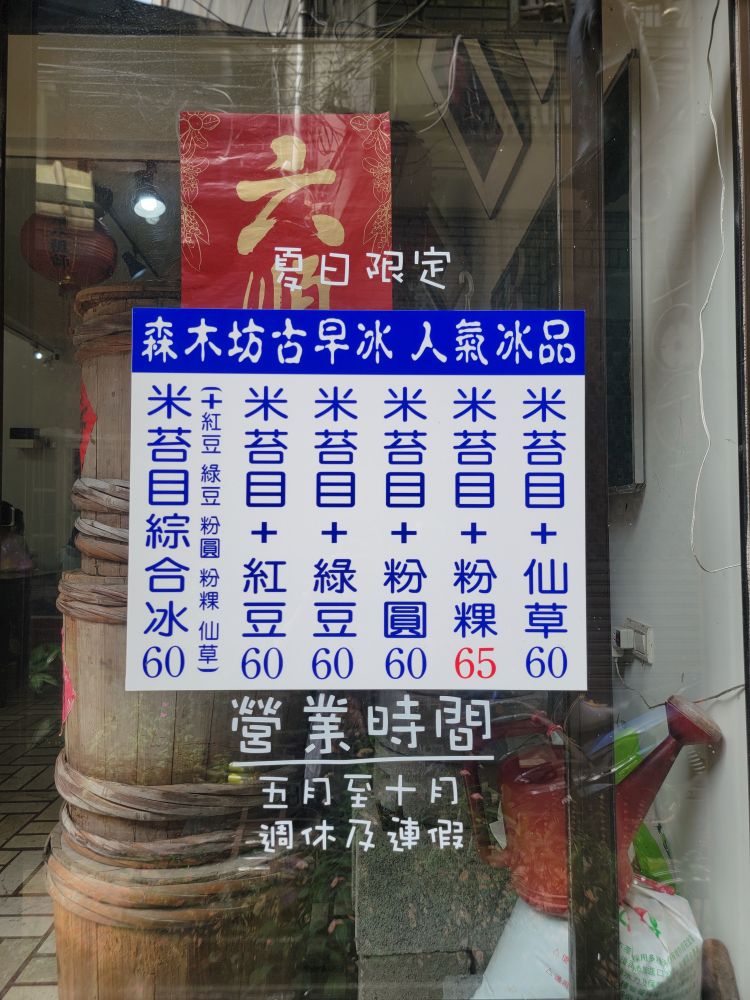 六順
夏日限定
森木坊古早冰 人氣冰品
米苔目綜合冰 60
(+紅豆 綠豆 粉圓 粉粿 仙草)
米苔目+紅豆 60
米苔目+綠豆 60
米苔目+粉圓 60
米苔目+粉粿 65
米苔目+仙草 60
營業時間
五月至十月
週休及連假